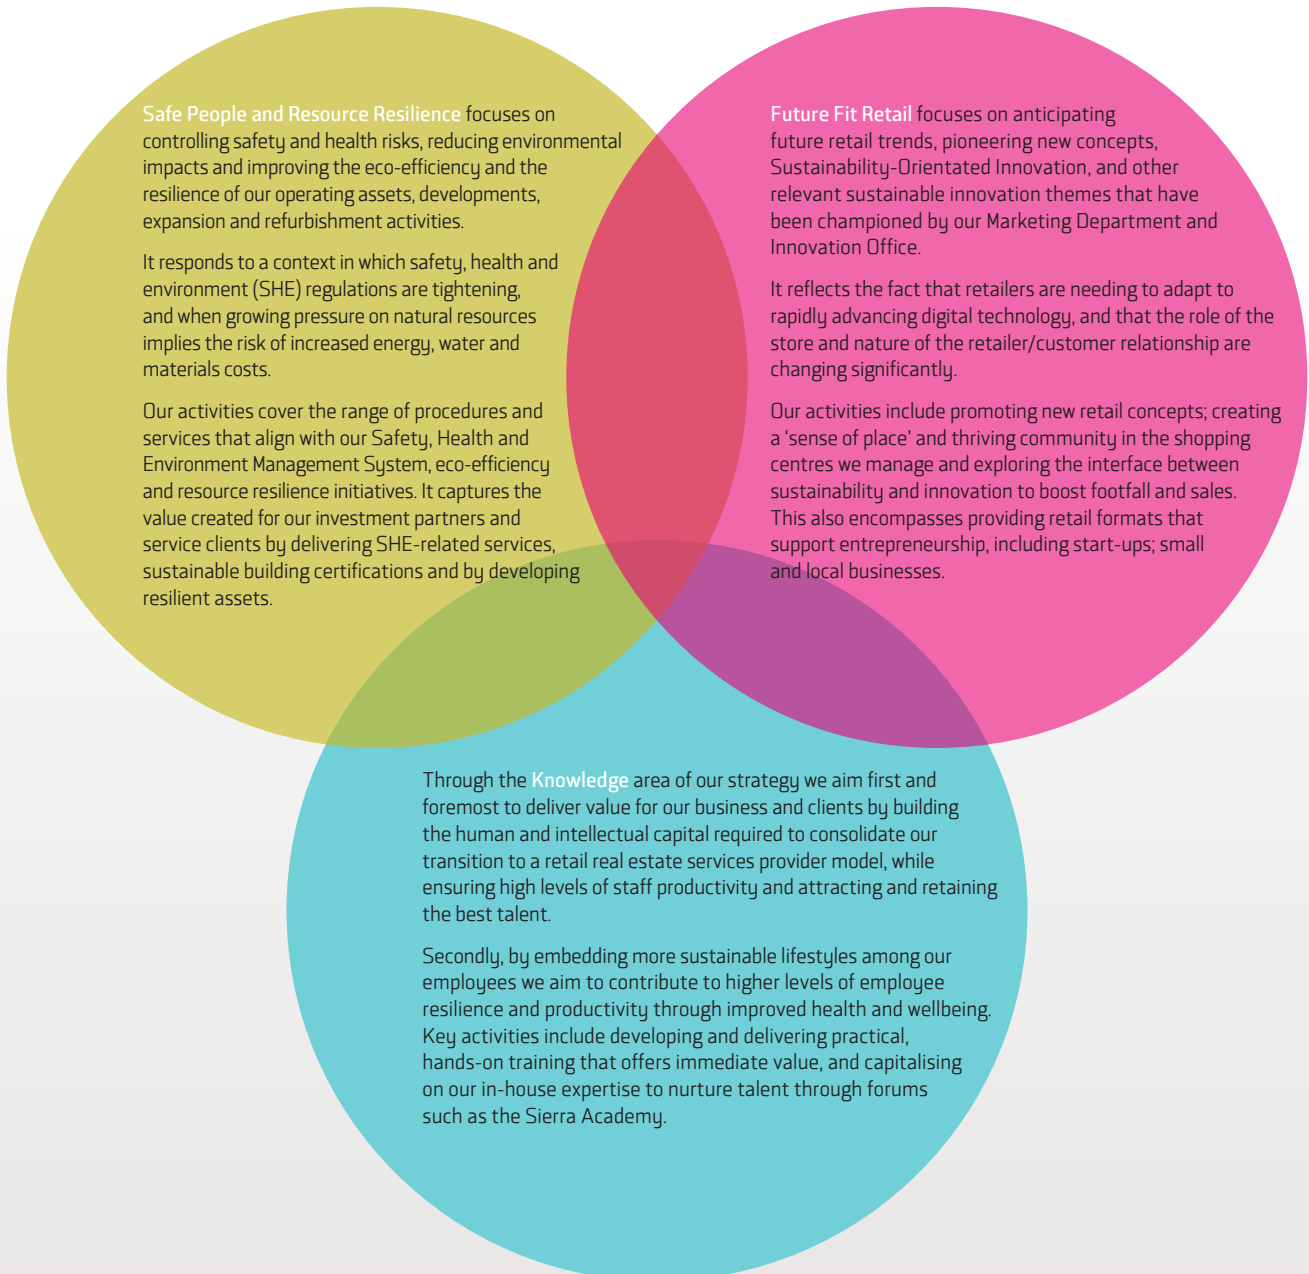 Safe People and Resource Resilience focuses on
controlling safety and health risks, reducing environmental
impacts and improving the eco-efficiency and the
resilience of our operating assets, developments,
expansion and refurbishment activities.
It responds to a context in which safety, health and
environment (SHE) regulations are tightening,
and when growing pressure on natural resources
implies the risk of increased energy, water and
materials costs.
Our activities cover the range of procedures and
services that align with our Safety, Health and
Environment Management System, eco-efficiency
and resource resilience initiatives. It captures the
value created for our investment partners and
service clients by delivering SHE-related services,
sustainable building certifications and by developing
resilient assets.
Future Fit Retail focuses on anticipating
future retail trends, pioneering new concepts,
Sustainability-Orientated Innovation, and other
relevant sustainable innovation themes that have
been championed by our Marketing Department and
Innovation Office.
It reflects the fact that retailers are needing to adapt to
rapidly advancing digital technology, and that the role of the
store and nature of the retailer/customer relationship are
changing significantly.
Our activities include promoting new retail concepts; creating
a ‘sense of place’ and thriving community in the shopping
centres we manage and exploring the interface between
sustainability and innovation to boost footfall and sales.
This also encompasses providing retail formats that
support entrepreneurship, including start-ups; small
and local businesses.
Through the Knowledge area of our strategy we aim first and
foremost to deliver value for our business and clients by building
the human and intellectual capital required to consolidate our
transition to a retail real estate services provider model, while
ensuring high levels of staff productivity and attracting and retaining
the best talent.
Secondly, by embedding more sustainable lifestyles among our
employees we aim to contribute to higher levels of employee
resilience and productivity through improved health and wellbeing.
Key activities include developing and delivering practical,
hands-on training that offers immediate value, and capitalising
on our in-house expertise to nurture talent through forums
such as the Sierra Academy.